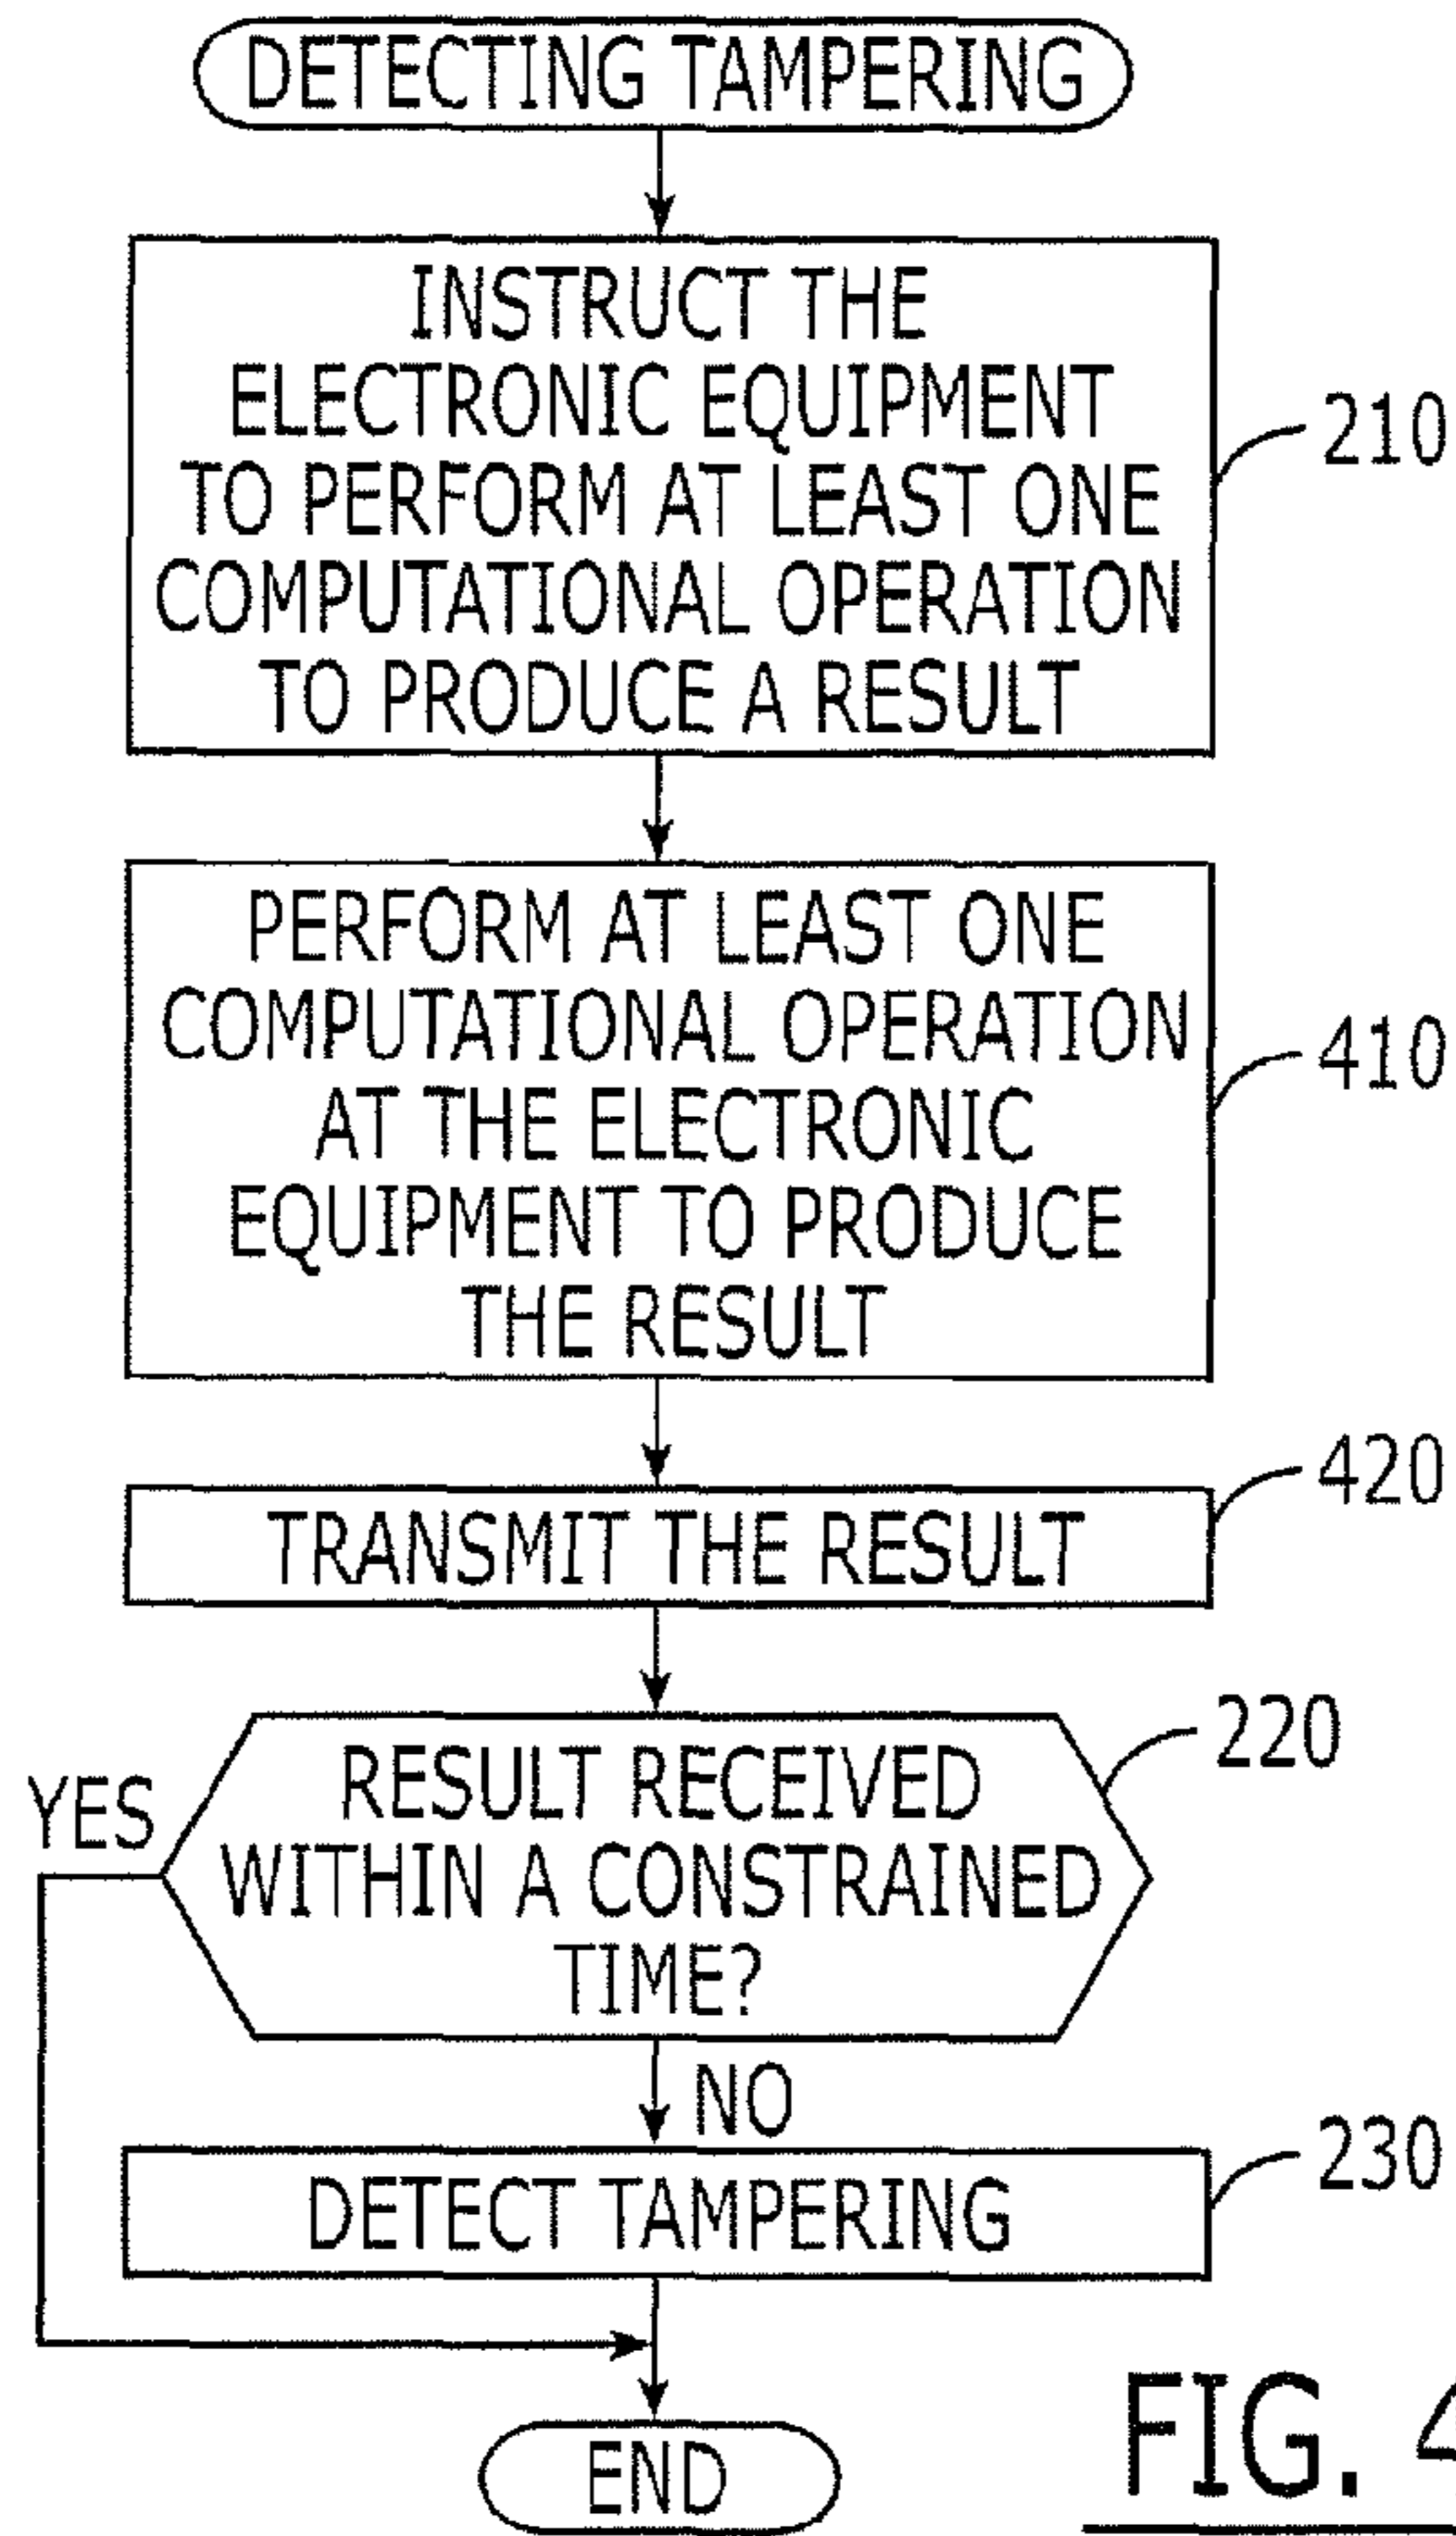 DETECTING TAMPERING
INSTRUCT THE
ELECTRONIC EQUIPMENT
TO PERFORM AT LEAST ONE
COMPUTATIONAL OPERATION
TO PRODUCE A RESULT
210
PERFORM AT LEAST ONE
COMPUTATIONAL OPERATION
AT THE ELECTRONIC
EQUIPMENT TO PRODUCE
THE RESULT
410
TRANSMIT THE RESULT
420
RESULT RECEIVED
WITHIN A CONSTRAINED
TIME?
220
YES
NO
DETECT TAMPERING
230
END
FIG. 4